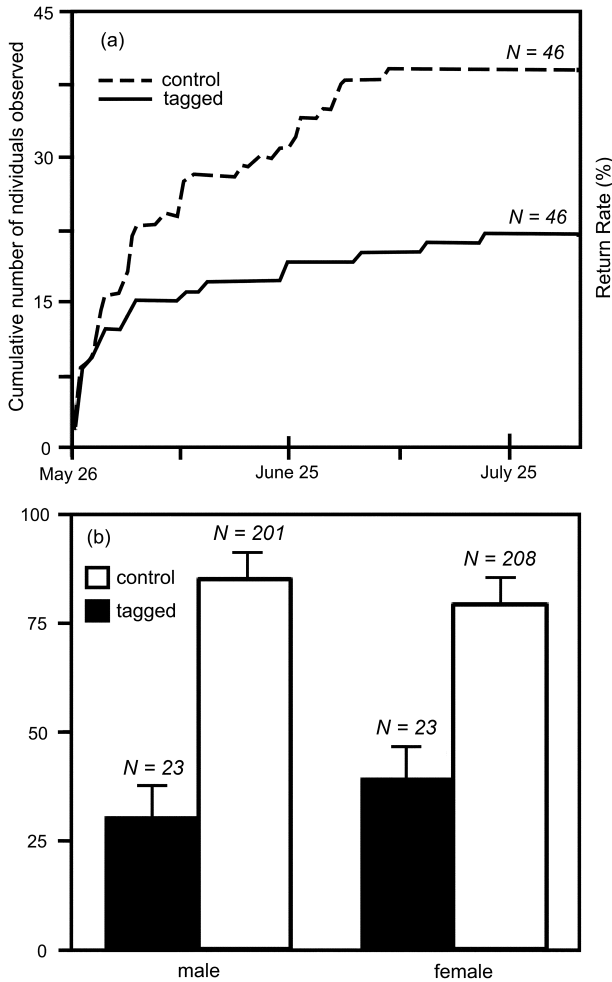 45
(a)
N = 46
control
tagged
30
N = 46
15
0
Cumulative number of ndividuals observed
Return Rate (%)
May 26
June 25
July 25
100
(b)
N = 201
N = 208
control
tagged
75
N = 23
50
N = 23
25
0
male
female